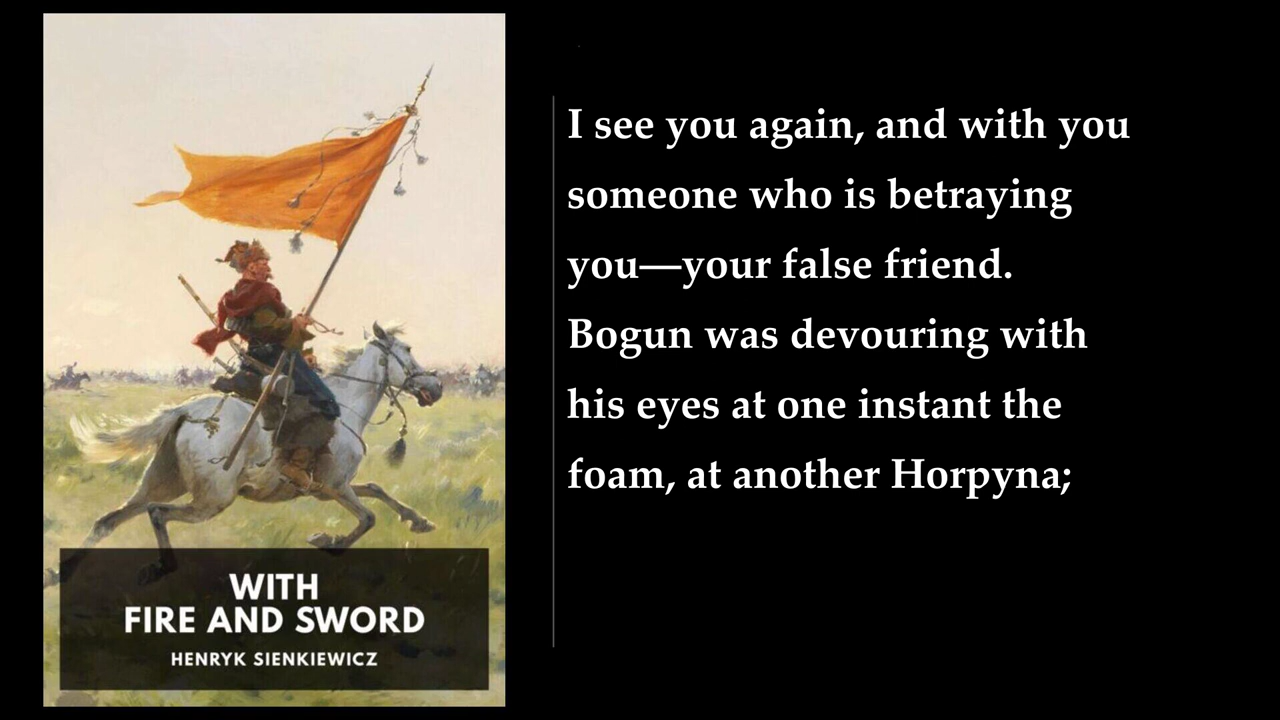 I see you again, and with you
someone who is betraying
you—your false friend.
Bogun was devouring with
his eyes at one instant the
foam, at another Horpyna;
WITH
FIRE AND SWORD
HENRYK SIENKIEWICZ